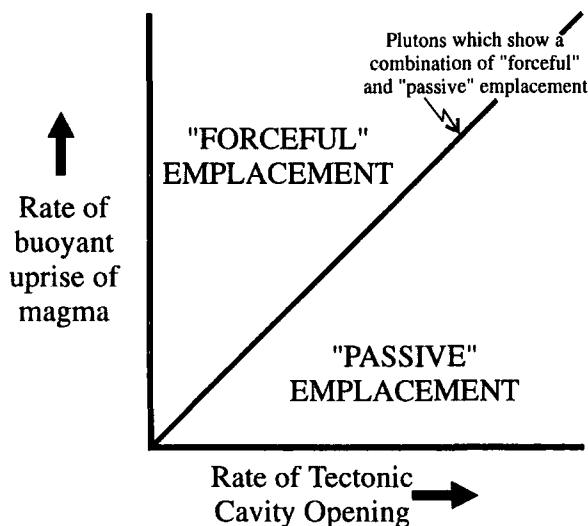 Plutons which show a
combination of "forceful"
and "passive" emplacement
"FORCEFUL"
EMPLACEMENT
Rate of
buoyant
uprise of
magma
"PASSIVE"
EMPLACEMENT
Rate of Tectonic
Cavity Opening